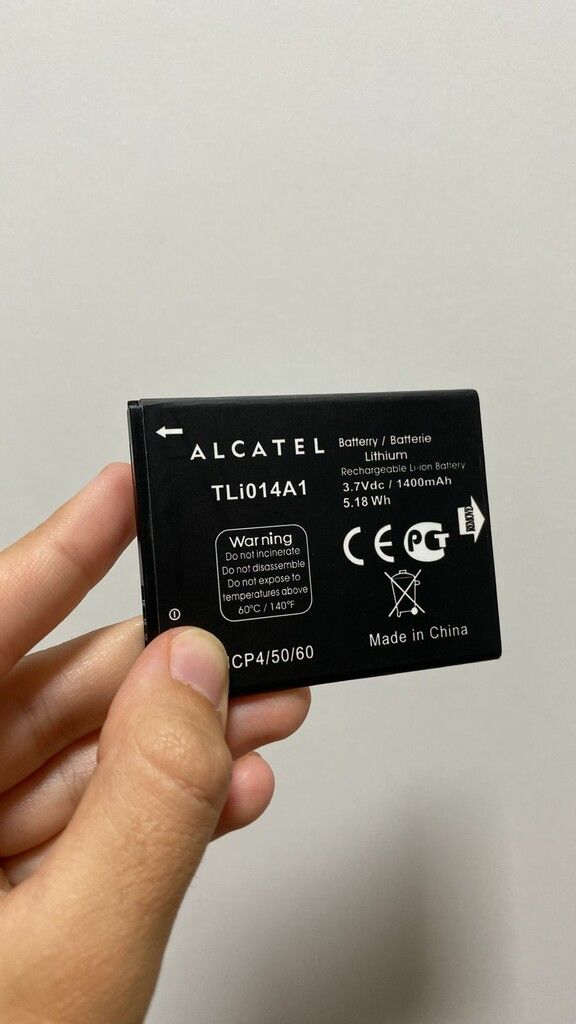 ALCATEL
TLi014A1
Battery / Batterie
Lithium
Rechargeable Li-ion Battery
3.7Vdc / 1400mAh
5.18 Wh
Warning
Do not incinerate
Do not disassemble
Do not expose to
temperatures above
60°C / 140°F
CE
PCT
REMOVE
CP4/50/60
Made in China